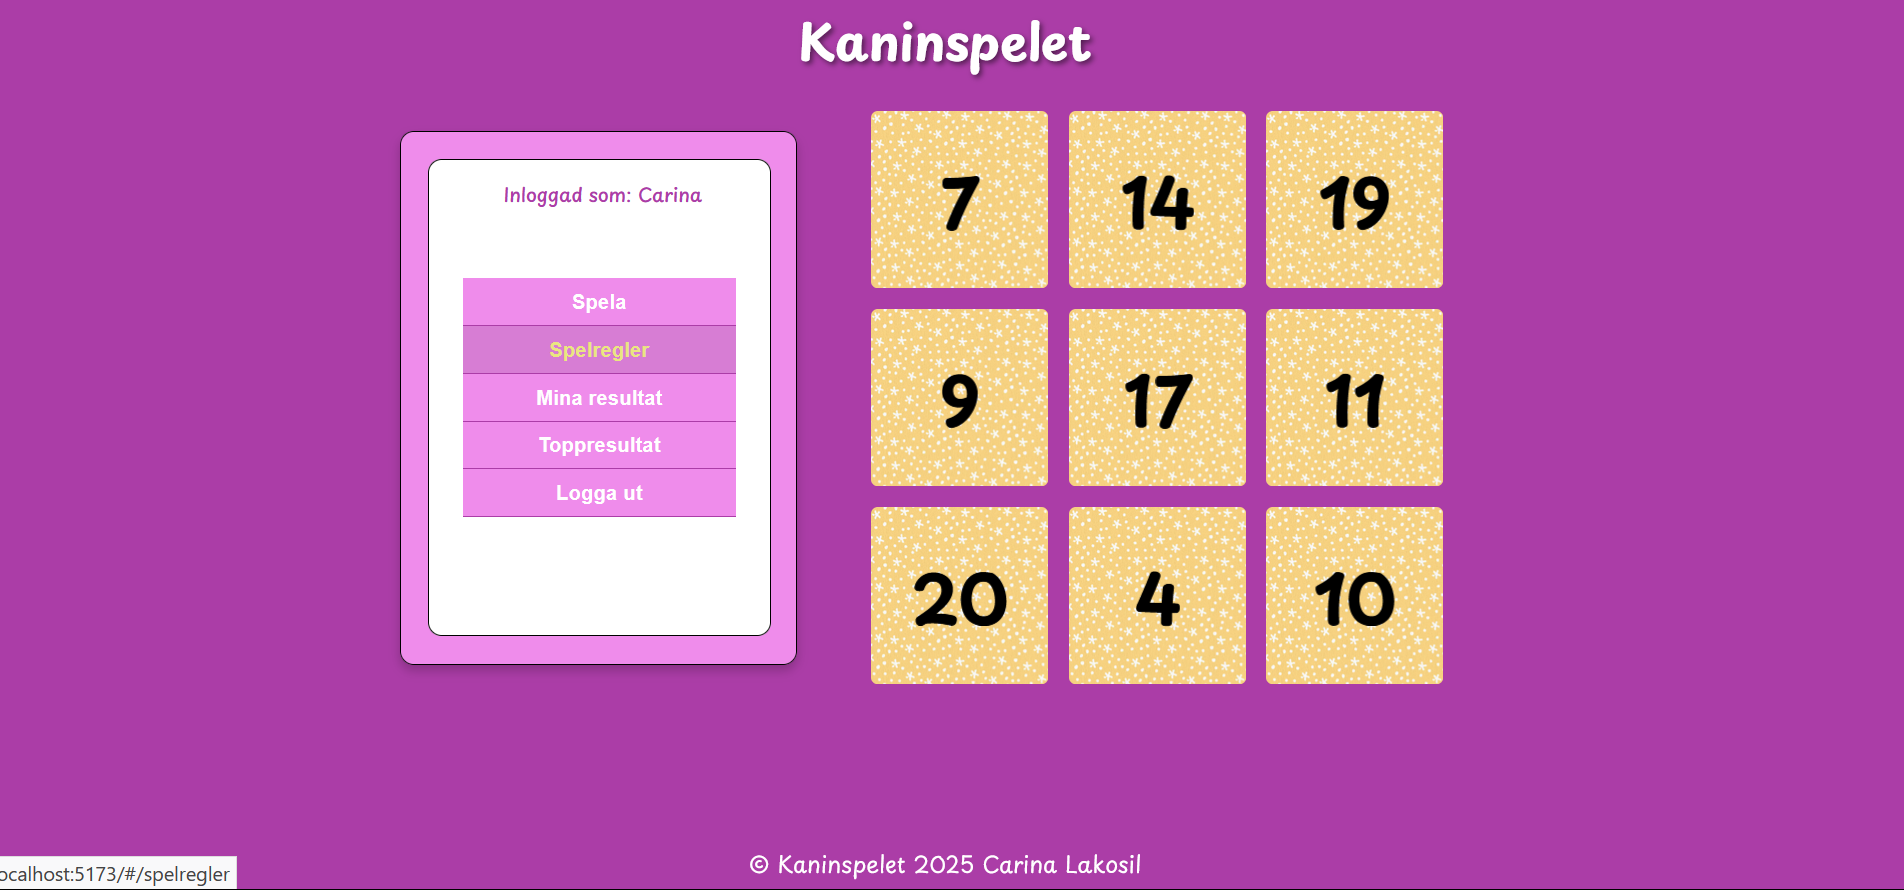 Kaninspelet
Inloggad som: Carina
Spela
Spelregler
Mina resultat
Toppresultat
Logga ut
7 14 19
9 17 11
20 4 10
© Kaninspelet 2025 Carina Lakosil
ocalhost:5173/#/spelregler